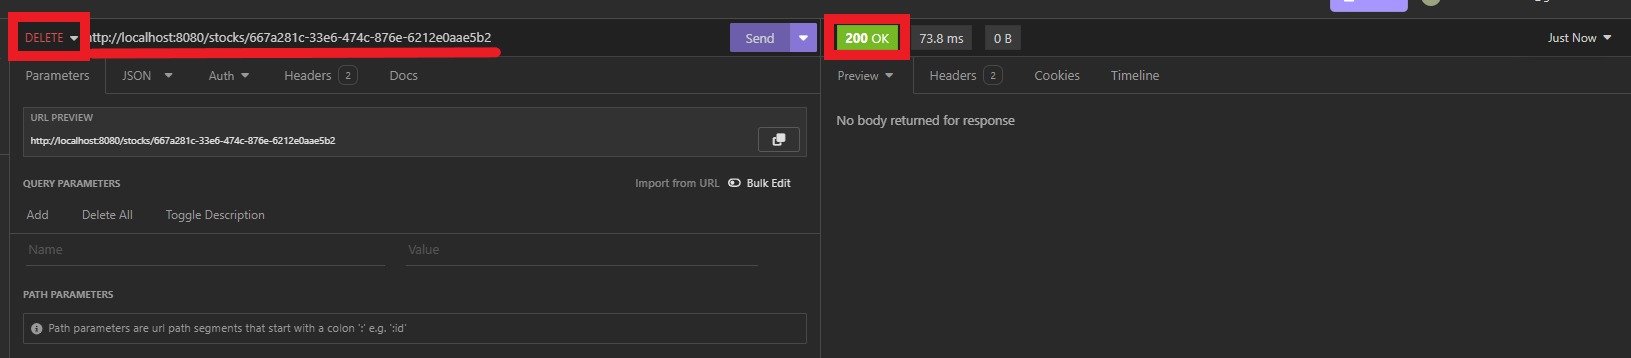 DELETE http://localhost:8080/stocks/667a281c-33e6-474c-876e-6212e0aae5b2 Send
Parameters JSON Auth Headers 2 Docs
URL PREVIEW
http://localhost:8080/stocks/667a281c-33e6-474c-876e-6212e0aae5b2
QUERY PARAMETERS Import from URL Bulk Edit
Add Delete All Toggle Description
Name Value
PATH PARAMETERS
Path parameters are url path segments that start with a colon ':' e.g. ':id'
200 OK 73.8 ms 0 B Just Now
Preview Headers 2 Cookies Timeline
No body returned for response